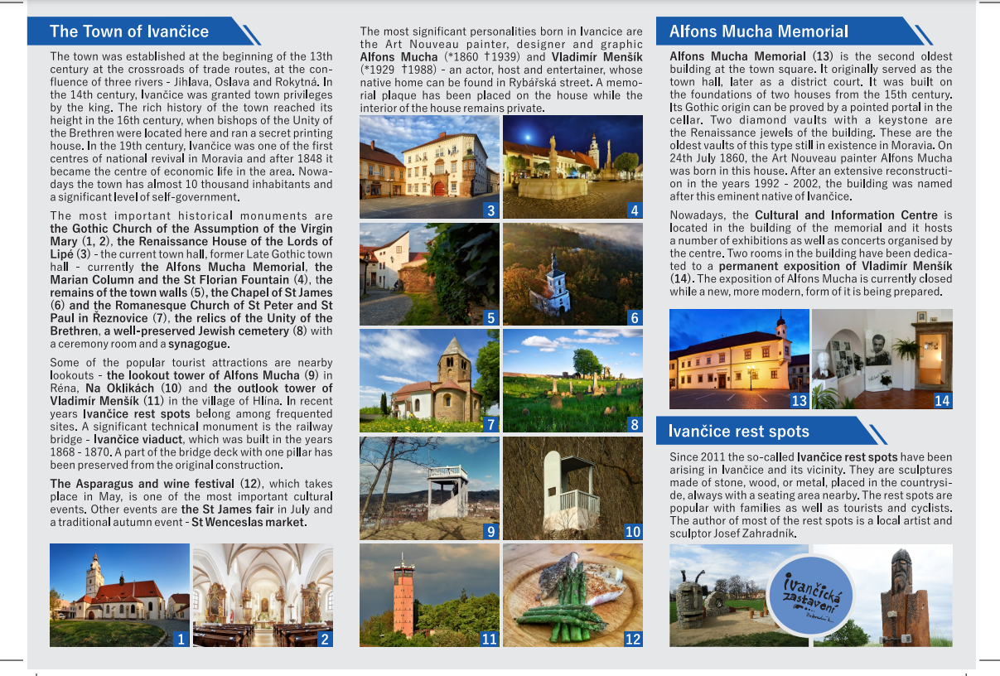 The Town of Ivančice
The town was established at the beginning of the 13th
century at the crossroads of trade routes, at the con-
fluence of three rivers - Jihlava, Oslava and Rokytná. In
the 14th century, Ivančice was granted town privileges
by the king. The rich history of the town reached its
height in the 16th century, when bishops of the Unity of
the Brethren were located here and ran a secret printing
house. In the 19th century, Ivančice was one of the first
centres of national revival in Moravia and after 1848 it
became the centre of economic life in the area. Nowa-
days the town has almost 10 thousand inhabitants and
a significant level of self-government.
The most important historical monuments are
the Gothic Church of the Assumption of the Virgin
Mary (1, 2), the Renaissance House of the Lords of
Lipé (3) - the current town hall, former Late Gothic town
hall - currently the Alfons Mucha Memorial, the
Marian Column and the St Florian Fountain (4), the
remains of the town walls (5), the Chapel of St James
(6) and the Romanesque Church of St Peter and St
Paul in Řeznovice (7), the relics of the Unity of the
Brethren, a well-preserved Jewish cemetery (8) with
a ceremony room and a synagogue.
Some of the popular tourist attractions are nearby
lookouts - the lookout tower of Alfons Mucha (9) in
Réna, Na Oklikách (10) and the outlook tower of
Vladimír Menšík (11) in the village of Hlína. In recent
years Ivančice rest spots belong among frequented
sites. A significant technical monument is the railway
bridge - Ivančice viaduct, which was built in the years
1868 - 1870. A part of the bridge deck with one pillar has
been preserved from the original construction.
The Asparagus and wine festival (12), which takes
place in May, is one of the most important cultural
events. Other events are the St James fair in July and
a traditional autumn event - St Wenceslas market.
1
2
The most significant personalities born in Ivancice are
the Art Nouveau painter, designer and graphic
Alfons Mucha (*1860 †1939) and Vladimír Menšík
(*1929 †1988) - an actor, host and entertainer, whose
native home can be found in Rybářská street. A memo-
rial plaque has been placed on the house while the
interior of the house remains private.
3
4
5
6
7
8
9
10
11
12
Alfons Mucha Memorial
Alfons Mucha Memorial (13) is the second oldest
building at the town square. It originally served as the
town hall, later as a district court. It was built on
the foundations of two houses from the 15th century.
Its Gothic origin can be proved by a pointed portal in the
cellar. Two diamond vaults with a keystone are
the Renaissance jewels of the building. These are the
oldest vaults of this type still in existence in Moravia. On
24th July 1860, the Art Nouveau painter Alfons Mucha
was born in this house. After an extensive reconstructi-
on in the years 1992 - 2002, the building was named
after this eminent native of Ivančice.
Nowadays, the Cultural and Information Centre is
located in the building of the memorial and it hosts
a number of exhibitions as well as concerts organised by
the centre. Two rooms in the building have been dedica-
ted to a permanent exposition of Vladimír Menšík
(14). The exposition of Alfons Mucha is currently closed
while a new, more modern, form of it is being prepared.
13
14
Ivančice rest spots
Since 2011 the so-called Ivančice rest spots have been
arising in Ivančice and its vicinity. They are sculptures
made of stone, wood, or metal, placed in the countrysi-
de, always with a seating area nearby. The rest spots are
popular with families as well as tourists and cyclists.
The author of most of the rest spots is a local artist and
sculptor Josef Zahradník.
ivančická
zastavení